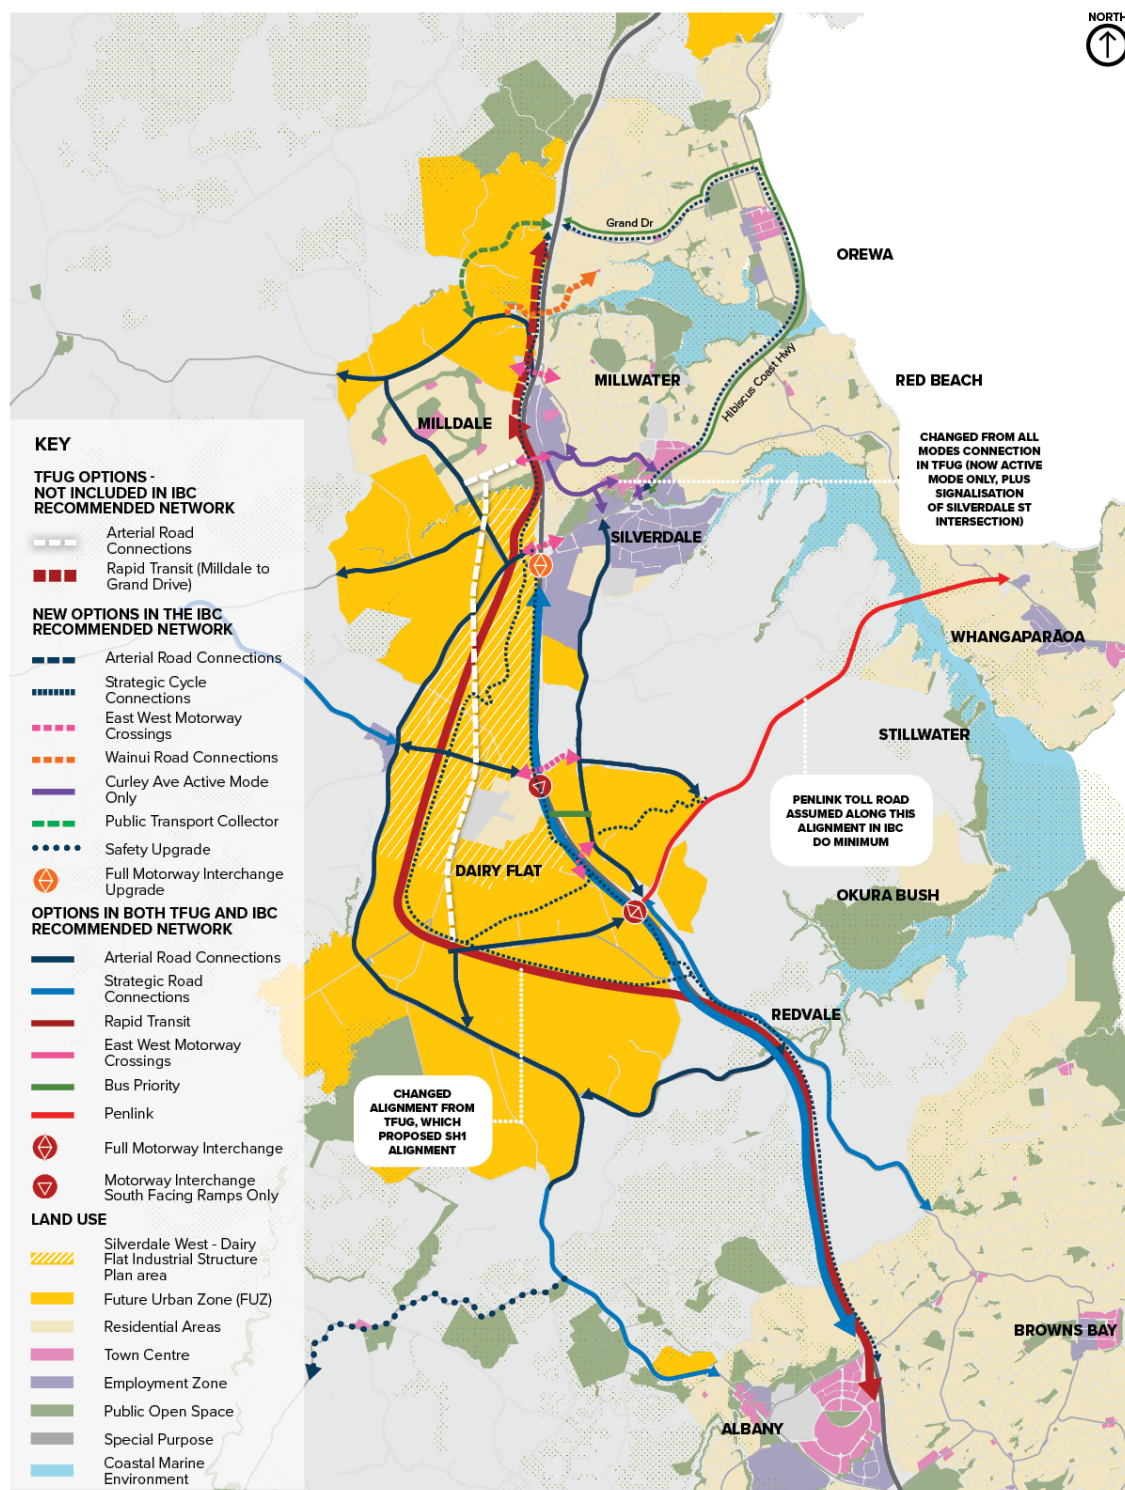 NORTH
Grand Dr
OREWA
Hibiscus Coast Hwy
MILLWATER
RED BEACH
MILLDALE
CHANGED FROM ALL
MODES CONNECTION
IN TFUG (NOW ACTIVE
MODE ONLY, PLUS
SIGNALISATION
OF SILVERDALE ST
INTERSECTION)
SILVERDALE
WHANGAPARĀOA
STILLWATER
PENLINK TOLL ROAD
ASSUMED ALONG THIS
ALIGNMENT IN IBC
DO MINIMUM
DAIRY FLAT
OKURA BUSH
REDVALE
CHANGED
ALIGNMENT FROM
TFUG, WHICH
PROPOSED SH1
ALIGNMENT
BROWNS BAY
ALBANY
KEY
TFUG OPTIONS -
NOT INCLUDED IN IBC
RECOMMENDED NETWORK
Arterial Road
Connections
Rapid Transit (Milldale to
Grand Drive)
NEW OPTIONS IN THE IBC
RECOMMENDED NETWORK
Arterial Road Connections
Strategic Cycle
Connections
East West Motorway
Crossings
Wainui Road Connections
Curley Ave Active Mode
Only
Public Transport Collector
Safety Upgrade
Full Motorway Interchange
Upgrade
OPTIONS IN BOTH TFUG AND IBC
RECOMMENDED NETWORK
Arterial Road Connections
Strategic Road
Connections
Rapid Transit
East West Motorway
Crossings
Bus Priority
Penlink
Full Motorway Interchange
Motorway Interchange
South Facing Ramps Only
LAND USE
Silverdale West - Dairy
Flat Industrial Structure
Plan area
Future Urban Zone (FUZ)
Residential Areas
Town Centre
Employment Zone
Public Open Space
Special Purpose
Coastal Marine
Environment